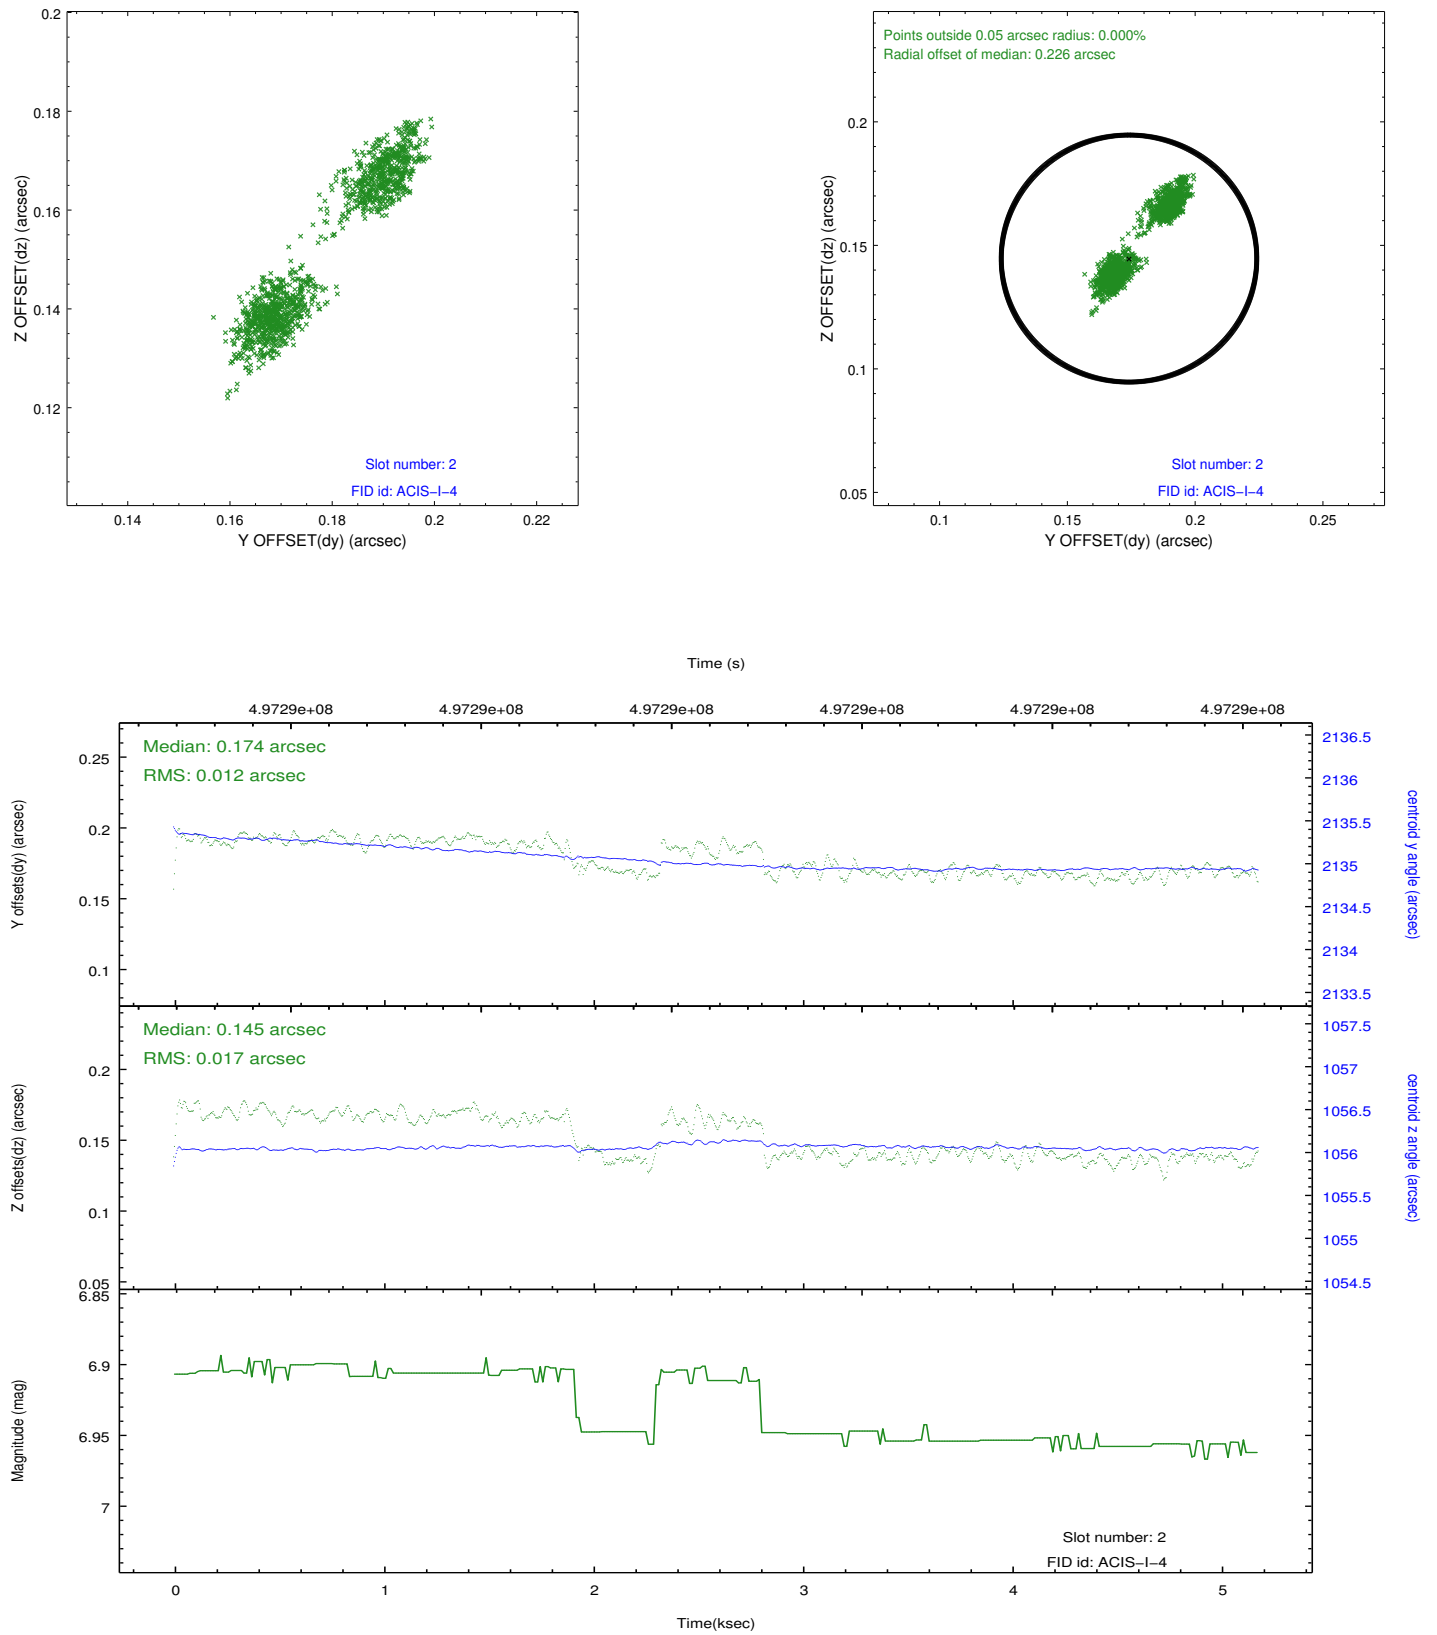 0.2
0.18
0.16
0.14
0.12
Z OFFSET(dz) (arcsec)
Slot number: 2
FID id: ACIS−I−4
0.14 0.16 0.18 0.2 0.22
Y OFFSET(dy) (arcsec)
Points outside 0.05 arcsec radius: 0.000%
Radial offset of median: 0.226 arcsec
0.2
0.15
0.1
0.05
Z OFFSET(dz) (arcsec)
Slot number: 2
FID id: ACIS−I−4
0.1 0.15 0.2 0.25
Y OFFSET(dy) (arcsec)
Time (s)
4.9729e+08 4.9729e+08 4.9729e+08 4.9729e+08 4.9729e+08 4.9729e+08
Median: 0.174 arcsec
RMS: 0.012 arcsec
0.25
0.2
0.15
0.1
Y offsets(dy) (arcsec)
2136.5
2136
2135.5
2135
2134.5
2134
2133.5
centroid y angle (arcsec)
Median: 0.145 arcsec
RMS: 0.017 arcsec
0.2
0.15
0.1
0.05
Z offsets(dz) (arcsec)
1057.5
1057
1056.5
1056
1055.5
1055
1054.5
centroid z angle (arcsec)
6.85
6.9
6.95
7
Magnitude (mag)
Slot number: 2
FID id: ACIS−I−4
0 1 2 3 4 5
Time(ksec)